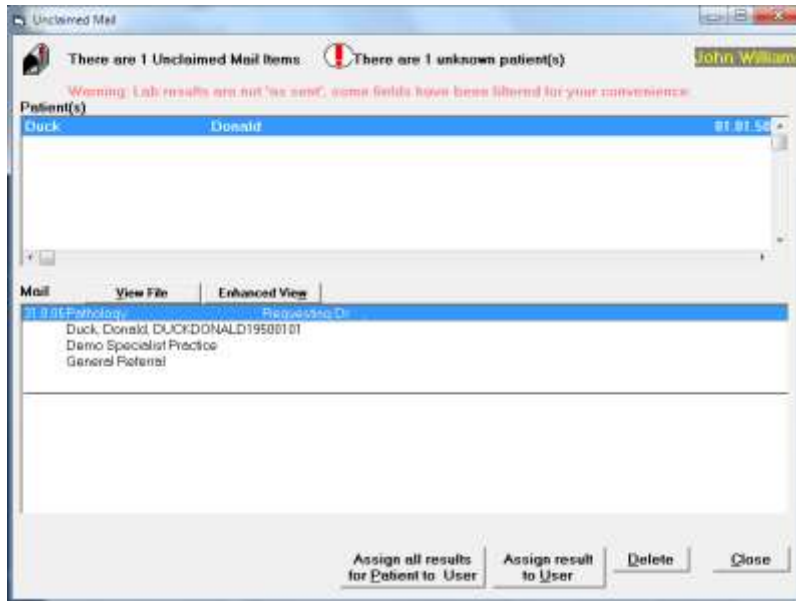 Unclaimed Mail
There are 1 Unclaimed Mail Items
There are 1 unknown patient(s)
John William
Warning: Lab results are not 'as sent', some fields have been filtered for your convenience.
Patient(s)
Duck Donald 01.01.50
Mail
View File
Enhanced View
Pathology Requesting Dr
Duck, Donald, DUCKDONALD19500101
Demo Specialist Practice
General Referral
Assign all results for Patient to User
Assign result to User
Delete
Close